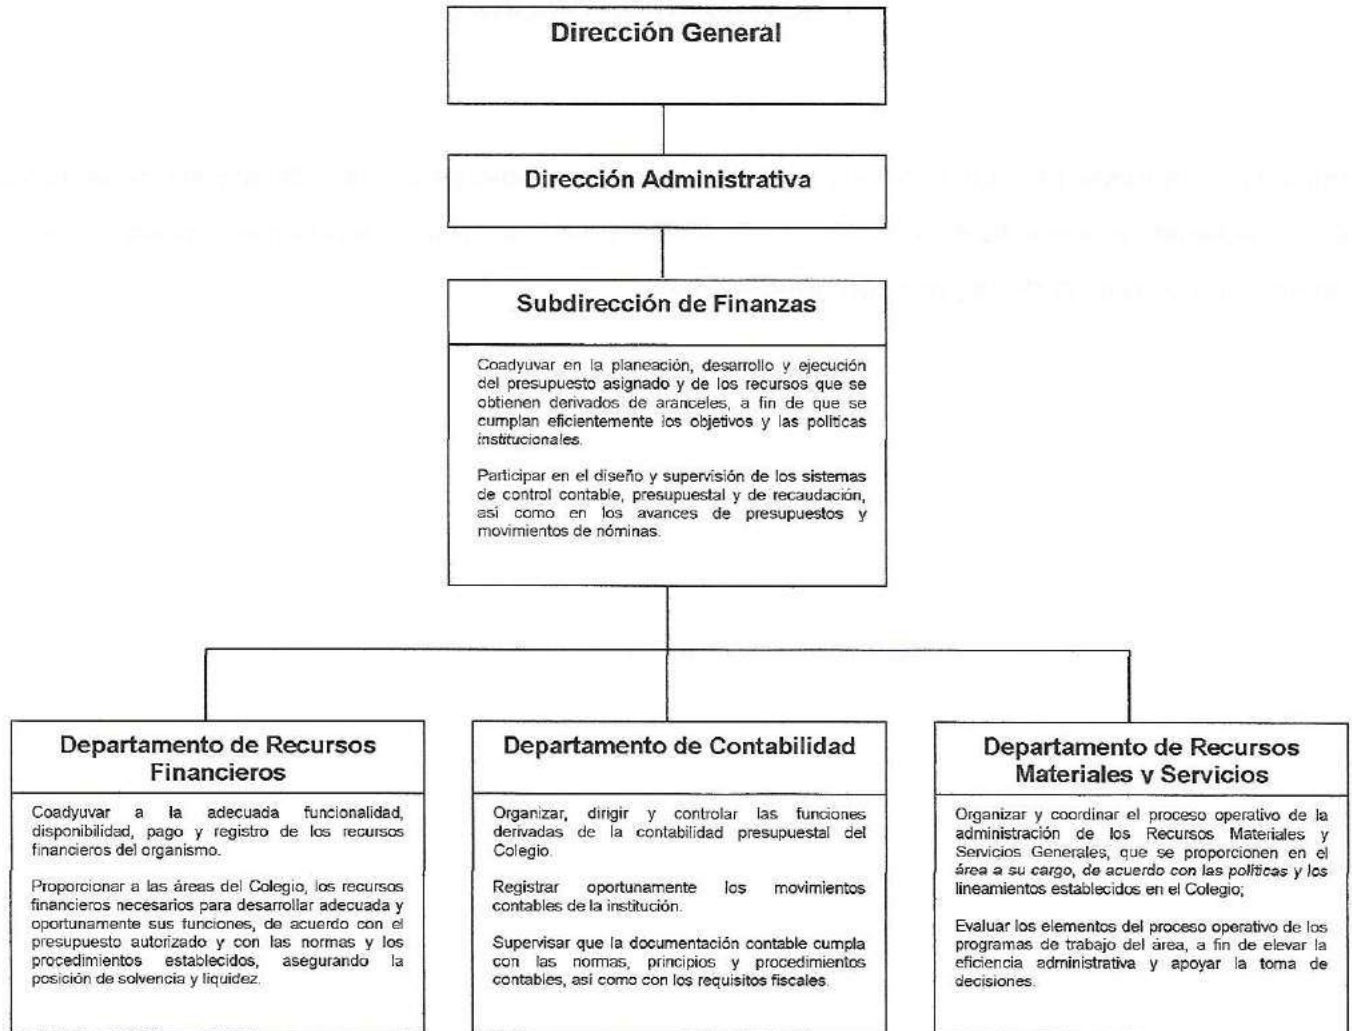 Dirección General
Dirección Administrativa
Subdirección de Finanzas
Coadyuvar en la planeación, desarrollo y ejecución
del presupuesto asignado y de los recursos que se
obtienen derivados de aranceles, a fin de que se
cumplan eficientemente los objetivos y las políticas
institucionales.
Participar en el diseño y supervisión de los sistemas
de control contable, presupuestal y de recaudación,
así como en los avances de presupuestos y
movimientos de nóminas.
Departamento de Recursos
Financieros
Coadyuvar a la adecuada funcionalidad,
disponibilidad, pago y registro de los recursos
financieros del organismo.
Proporcionar a las áreas del Colegio, los recursos
financieros necesarios para desarrollar adecuada y
oportunamente sus funciones, de acuerdo con el
presupuesto autorizado y con las normas y los
procedimientos establecidos, asegurando la
posición de solvencia y liquidez.
Departamento de Contabilidad
Organizar, dirigir y controlar las funciones
derivadas de la contabilidad presupuestal del
Colegio.
Registrar oportunamente los movimientos
contables de la institución.
Supervisar que la documentación contable cumpla
con las normas, principios y procedimientos
contables, así como con los requisitos fiscales.
Departamento de Recursos
Materiales y Servicios
Organizar y coordinar el proceso operativo de la
administración de los Recursos Materiales y
Servicios Generales, que se proporcionen en el
área a su cargo, de acuerdo con las políticas y los
lineamientos establecidos en el Colegio;
Evaluar los elementos del proceso operativo de los
programas de trabajo del área, a fin de elevar la
eficiencia administrativa y apoyar la toma de
decisiones.